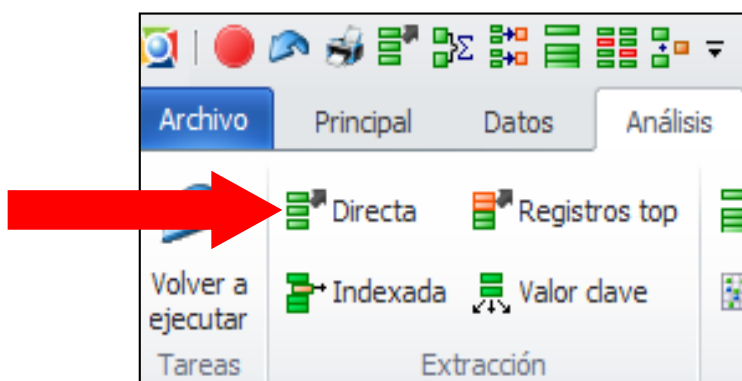 Archivo Principal Datos Análisis
Directa Registros top
Volver a
ejecutar
Indexada Valor clave
Tareas Extracción